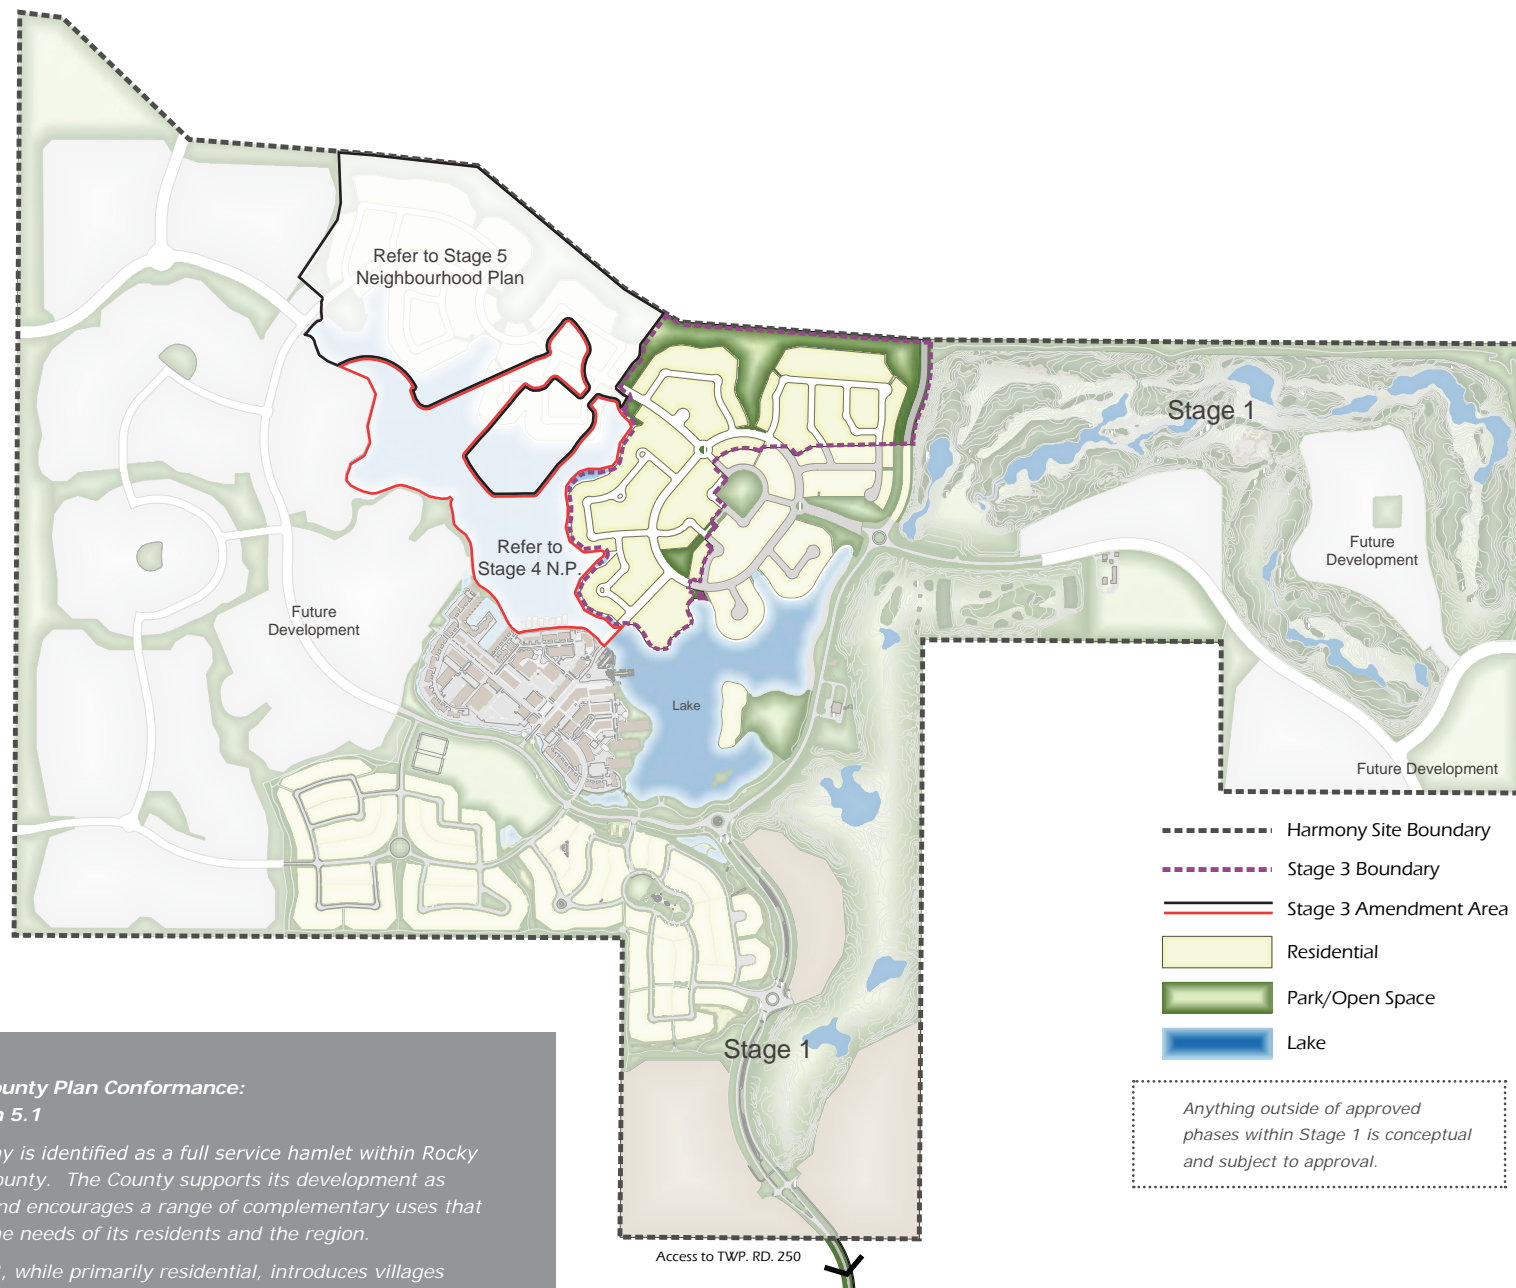 Refer to Stage 5
Neighbourhood Plan
Stage 1
Refer to
Stage 4 N.P.
Future
Development
Future
Development
Lake
Future Development
Harmony Site Boundary
Stage 3 Boundary
Stage 3 Amendment Area
Residential
Park/Open Space
Lake
Stage 1
Anything outside of approved
phases within Stage 1 is conceptual
and subject to approval.
Access to TWP. RD. 250
Plan Conformance:
5.1
is identified as a full service hamlet within Rocky
The County supports its development as
encourages a range of complementary uses that
needs of its residents and the region.
, while primarily residential, introduces villages